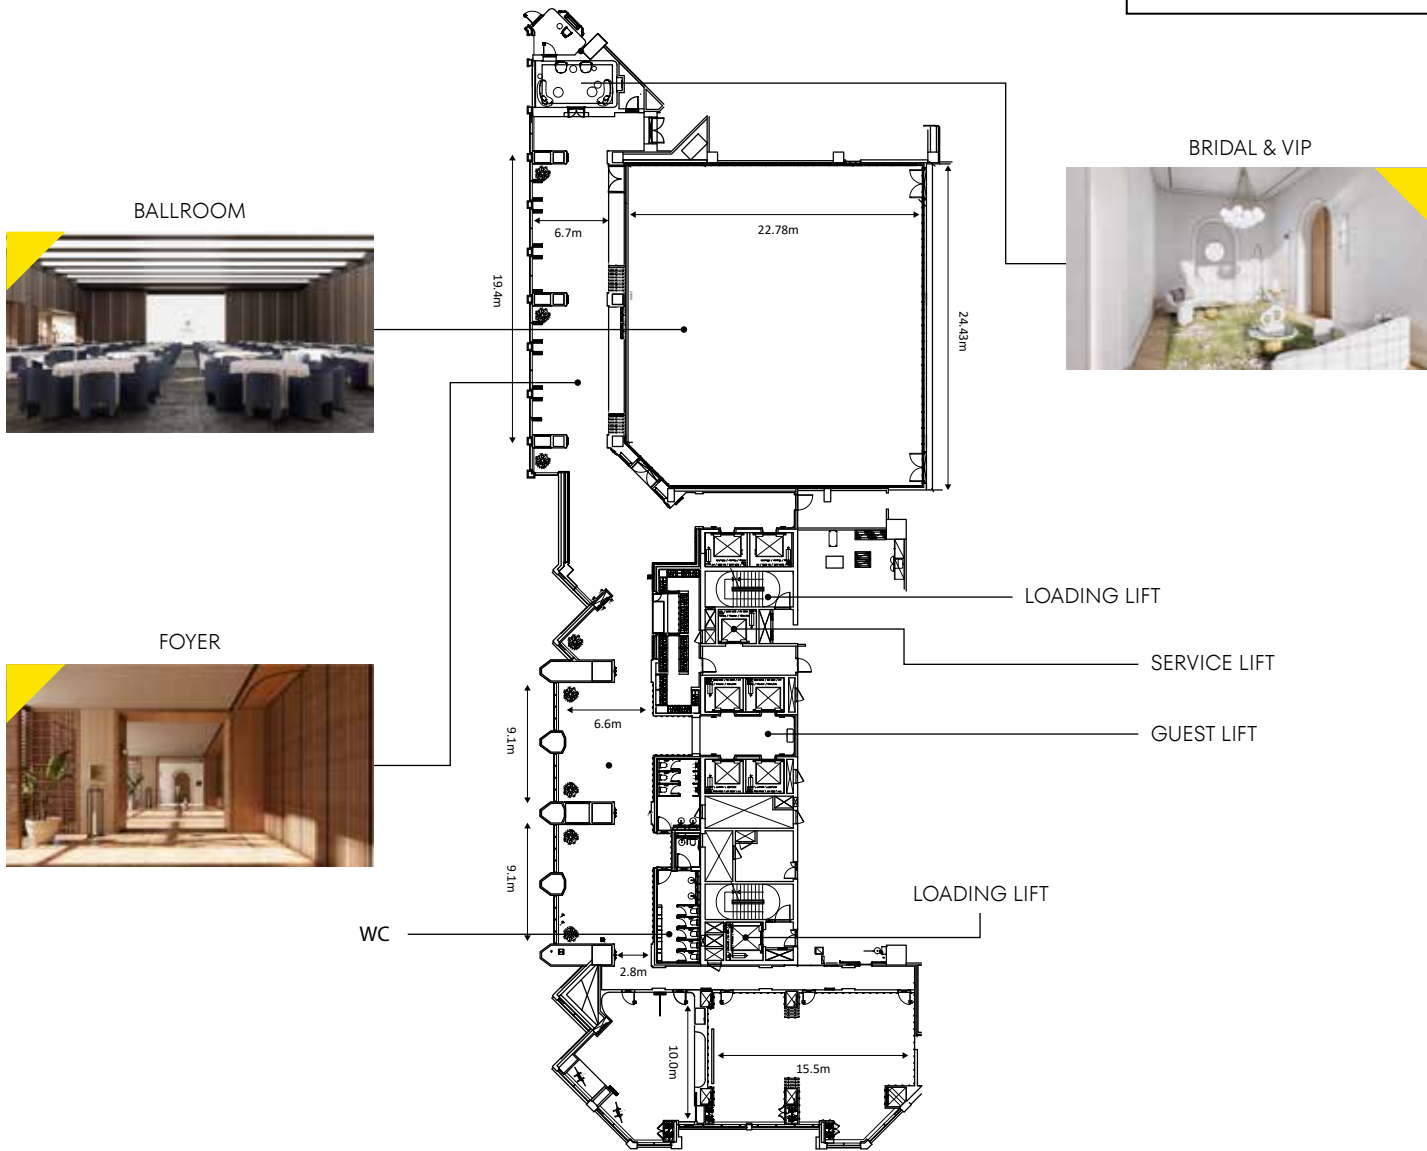 BRIDAL & VIP
BALLROOM
6.7m
22.78m
19.4m
24.43m
LOADING LIFT
FOYER
SERVICE LIFT
6.6m
9.1m
GUEST LIFT
9.1m
LOADING LIFT
WC
2.8m
10.0m
15.5m